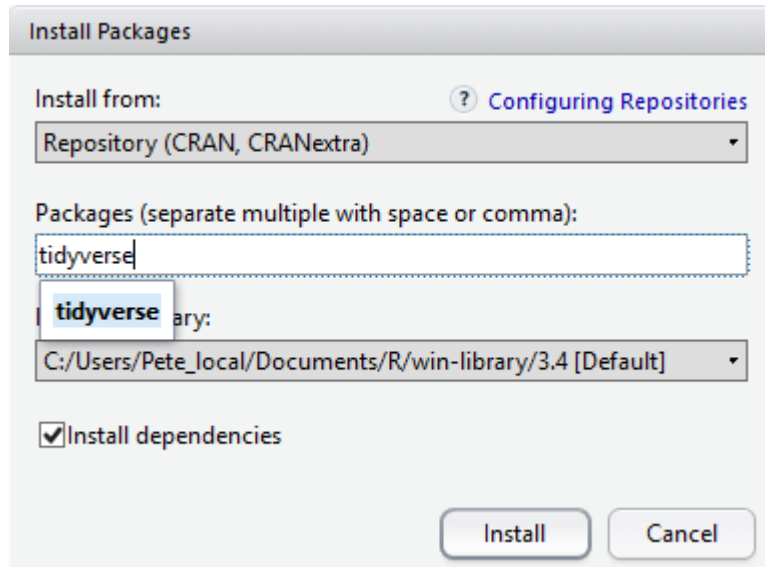 Install Packages
Install from:
? Configuring Repositories
Repository (CRAN, CRANextra)
Packages (separate multiple with space or comma):
tidyverse
tidyverse
ary:
C:/Users/Pete_local/Documents/R/win-library/3.4 [Default]
Install dependencies
Install
Cancel